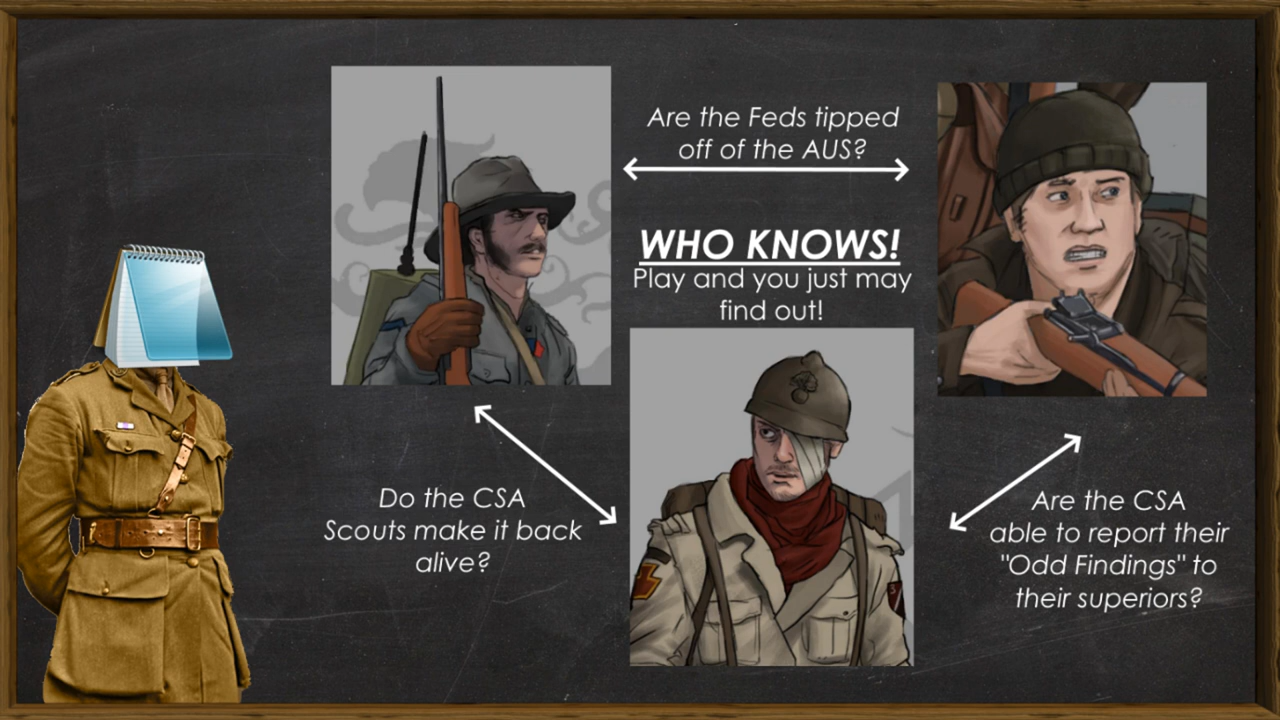 Are the Feds tipped
off of the AUS?
WHO KNOWS!
Play and you just may
find out!
Do the CSA
Scouts make it back
alive?
Are the CSA
able to report their
"Odd Findings" to
their superiors?